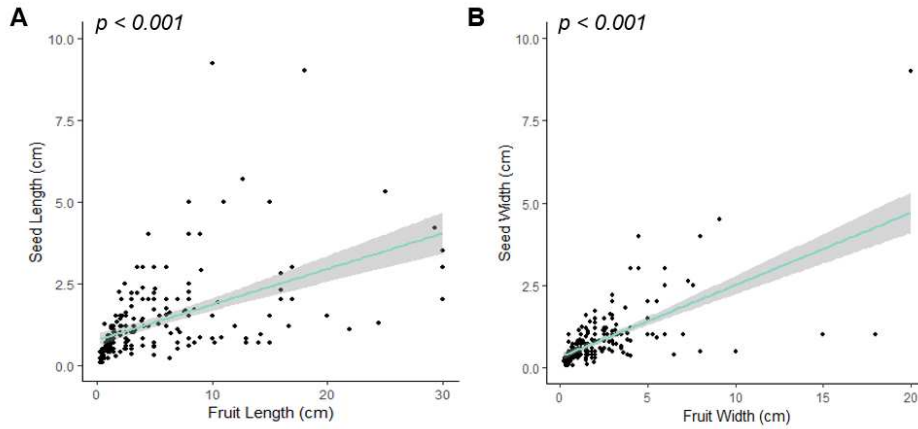 A
p < 0.001
10.0
7.5
5.0
2.5
0.0
Seed Length (cm)
0
10
20
30
Fruit Length (cm)
B
p < 0.001
10.0
7.5
5.0
2.5
0.0
Seed Width (cm)
0
5
10
15
20
Fruit Width (cm)